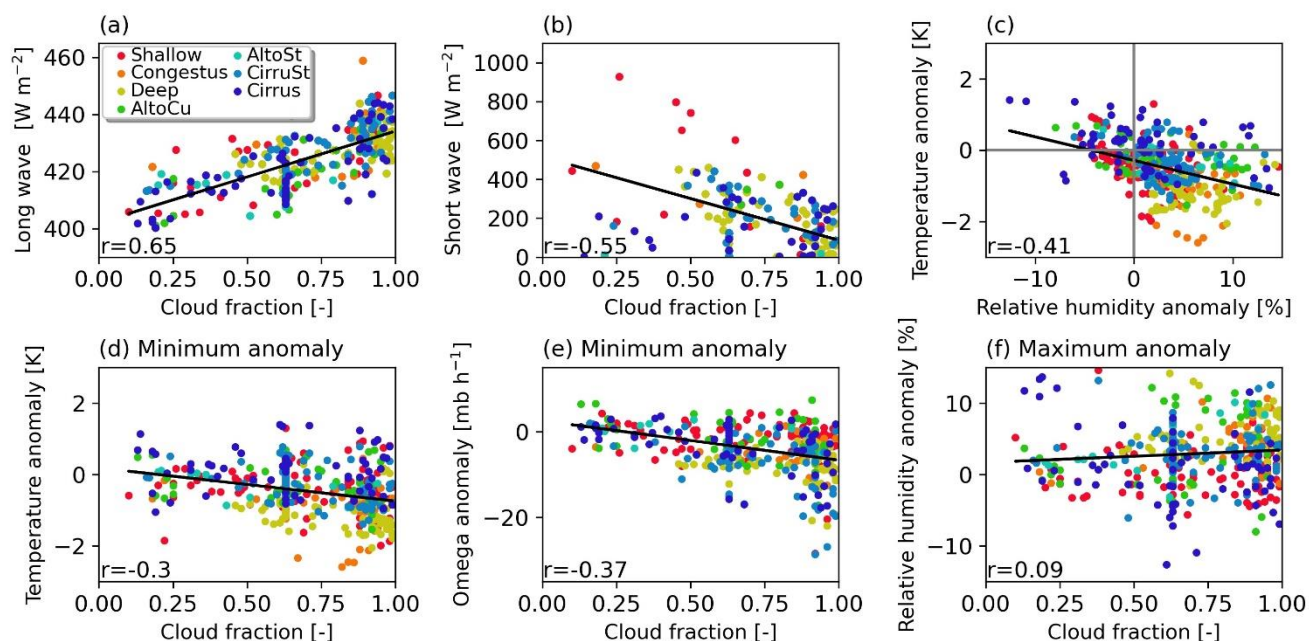 (a)
Long wave [W m−2]
460
440
420
400
Shallow
Congestus
Deep
AltoCu
AltoSt
CirruSt
Cirrus
r=0.65
0.00 0.25 0.50 0.75 1.00
Cloud fraction [-]
(b)
Short wave [W m−2]
1000
800
600
400
200
0
r=-0.55
0.00 0.25 0.50 0.75 1.00
Cloud fraction [-]
(c)
Temperature anomaly [K]
2
0
−2
r=-0.41
−10 0 10
Relative humidity anomaly [%]
(d) Minimum anomaly
Temperature anomaly [K]
2
0
−2
r=-0.3
0.00 0.25 0.50 0.75 1.00
Cloud fraction [-]
(e) Minimum anomaly
Omega anomaly [mb h−1]
0
−20
r=-0.37
0.00 0.25 0.50 0.75 1.00
Cloud fraction [-]
(f) Maximum anomaly
Relative humidity anomaly [%]
10
0
−10
r=0.09
0.00 0.25 0.50 0.75 1.00
Cloud fraction [-]